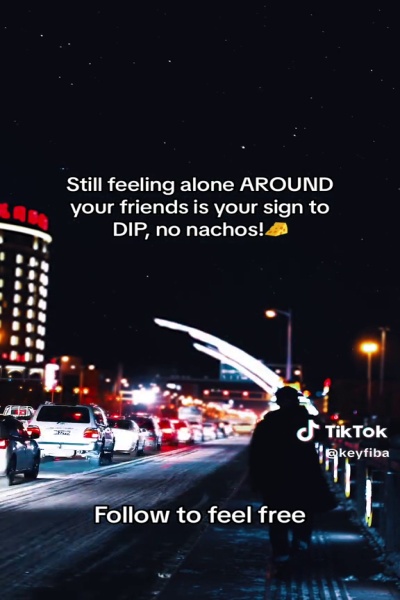 Still feeling alone AROUND
your friends is your sign to
DIP, no nachos!🧀
TikTok
@keyfiba
Follow to feel free